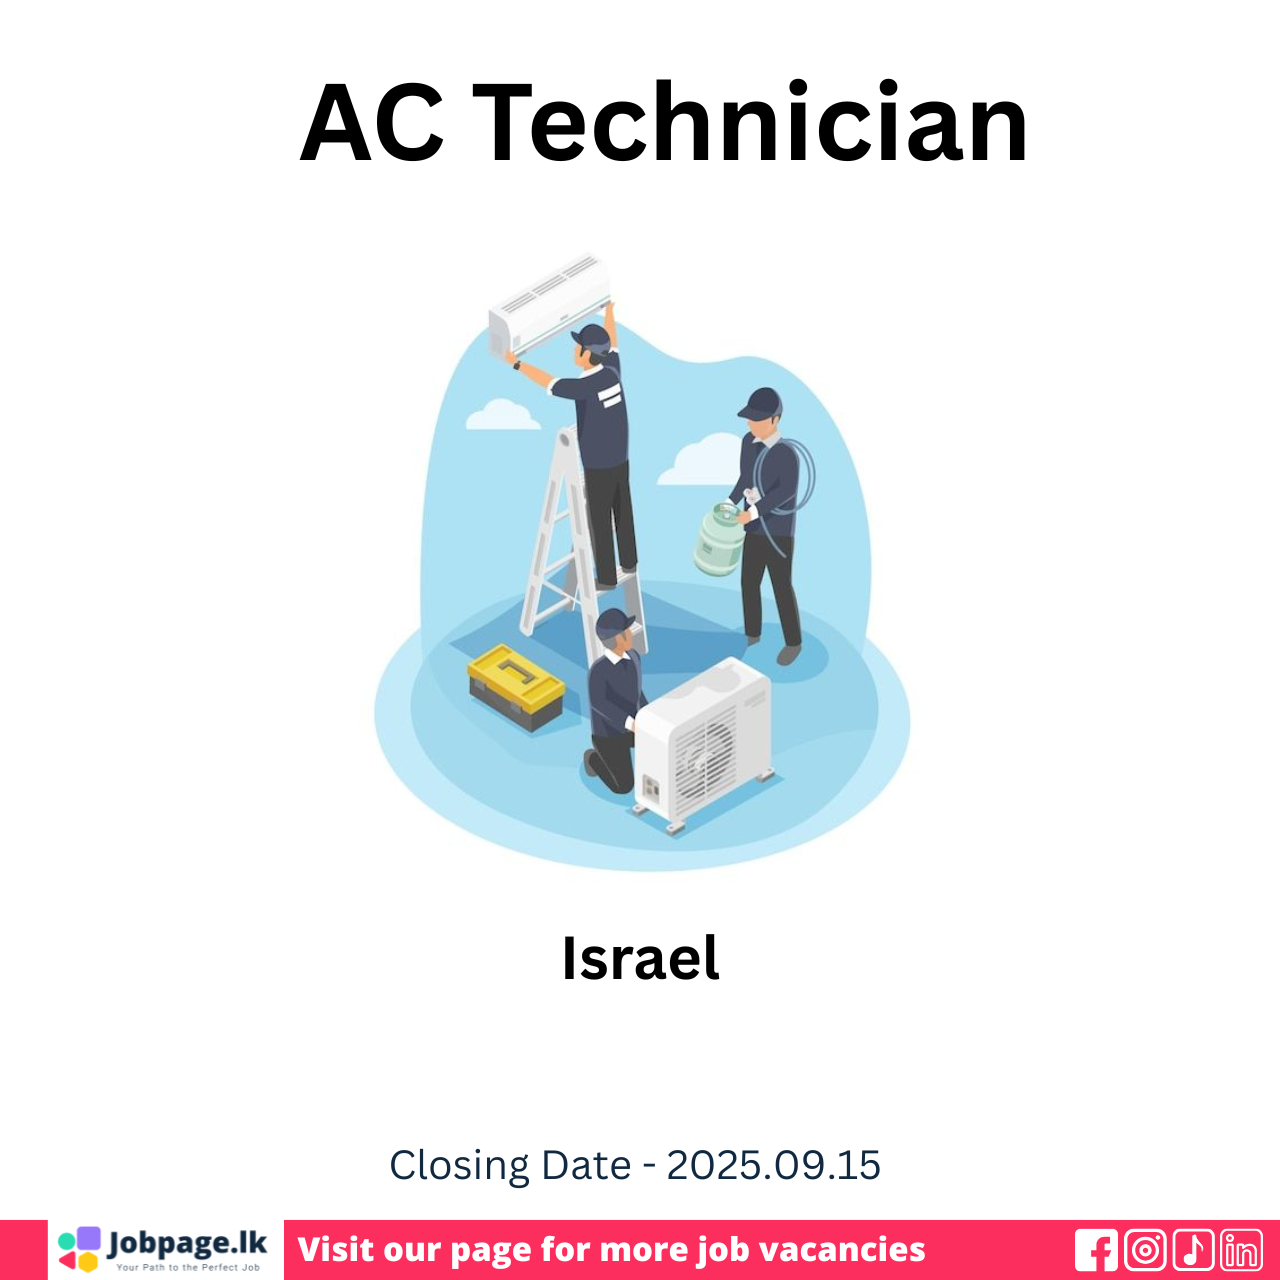 AC Technician
Israel
Closing Date - 2025.09.15
Jobpage.lk
Your Path to the Perfect Job
Visit our page for more job vacancies
in